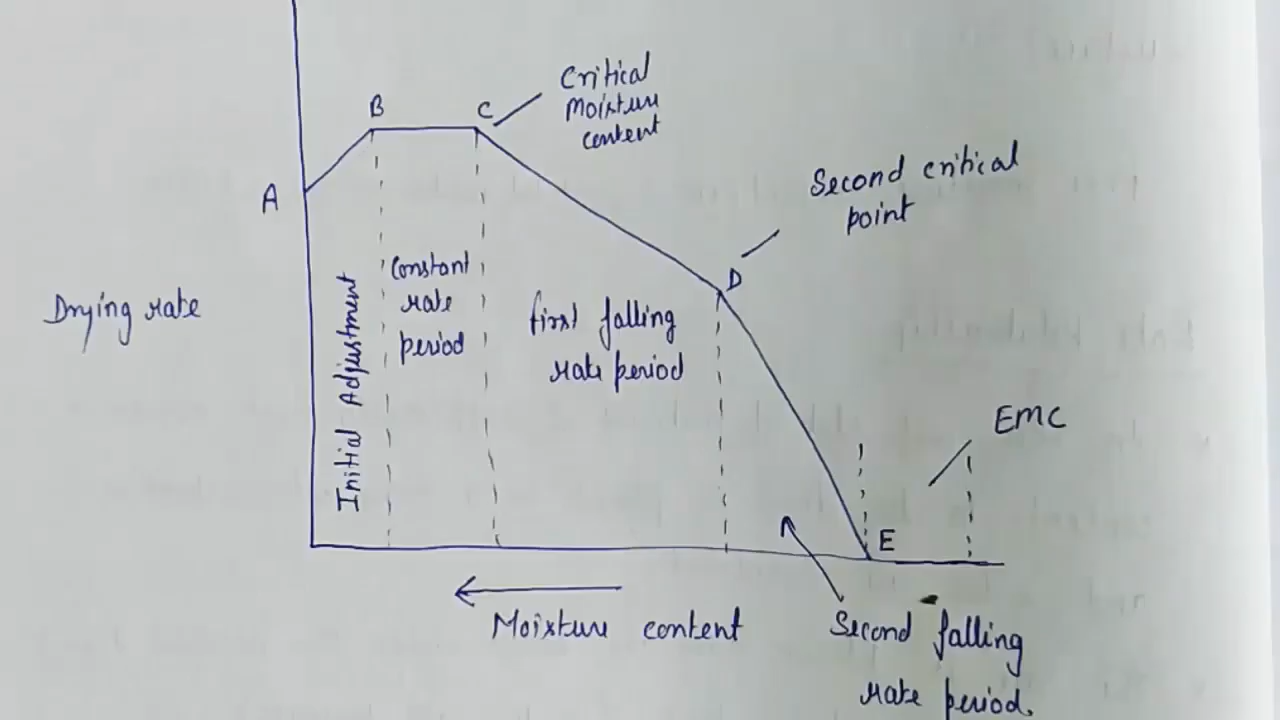 Critical
Moisture
content
B
C
Second critical
point
A
D
Constant
rate
period
Drying rate
Initial Adjustment
first falling
rate period
EMC
E
Moisture content
Second falling
rate period.